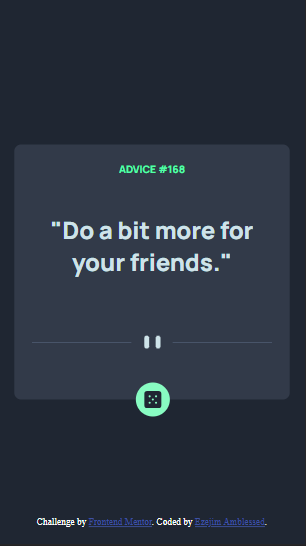 ADVICE #168
"Do a bit more for
your friends."
Challenge by Frontend Mentor. Coded by Ezejim Amblessed.